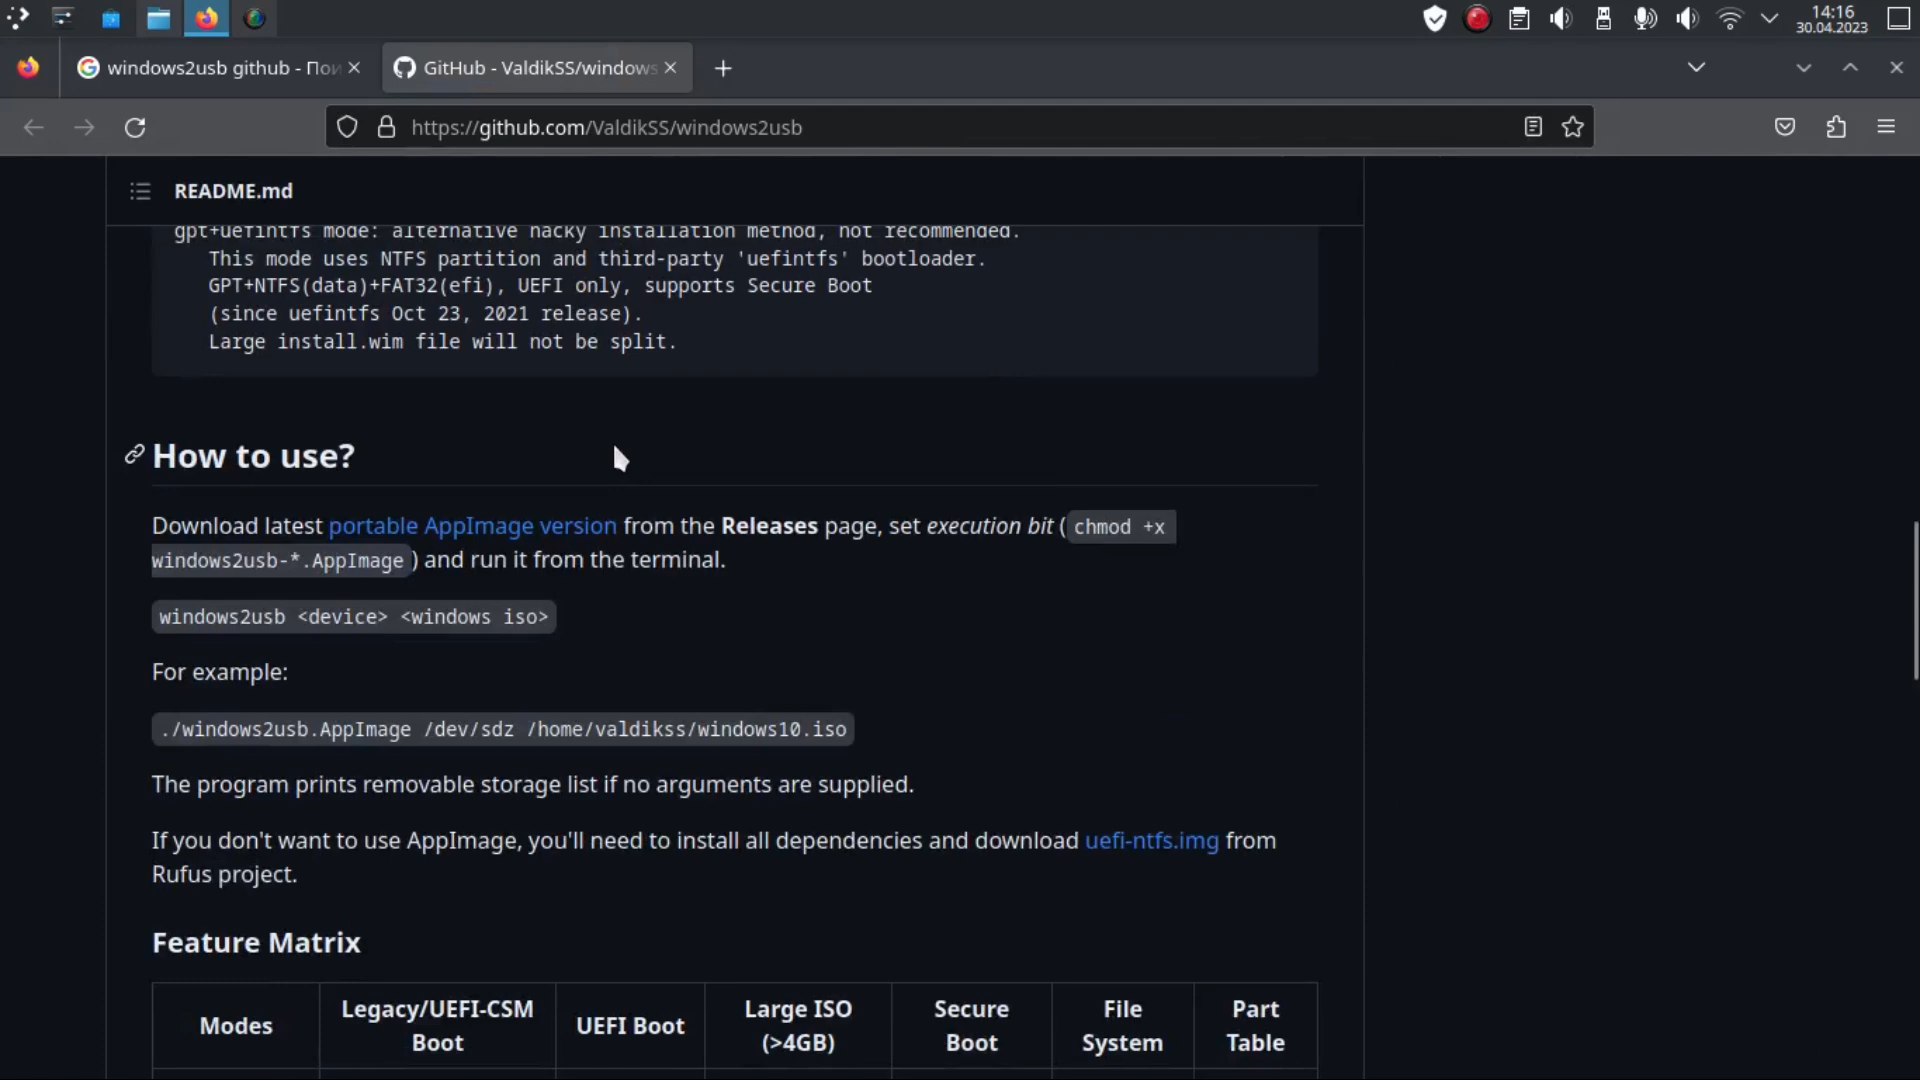 14:16
30.04.2023
windows2usb github - Пои
GitHub - ValdikSS/windows
https://github.com/ValdikSS/windows2usb
README.md
gpt+uefintfs mode: alternative hacky installation method, not recommended.
This mode uses NTFS partition and third-party 'uefintfs' bootloader.
GPT+NTFS(data)+FAT32(efi), UEFI only, supports Secure Boot
(since uefintfs Oct 23, 2021 release).
Large install.wim file will not be split.
How to use?
Download latest portable AppImage version from the Releases page, set execution bit ( chmod +x
windows2usb-*.AppImage ) and run it from the terminal.
windows2usb <device> <windows iso>
For example:
./windows2usb.AppImage /dev/sdz /home/valdikss/windows10.iso
The program prints removable storage list if no arguments are supplied.
If you don't want to use AppImage, you'll need to install all dependencies and download uefi-ntfs.img from
Rufus project.
Feature Matrix
Modes
Legacy/UEFI-CSM
Boot
UEFI Boot
Large ISO
(>4GB)
Secure
Boot
File
System
Part
Table